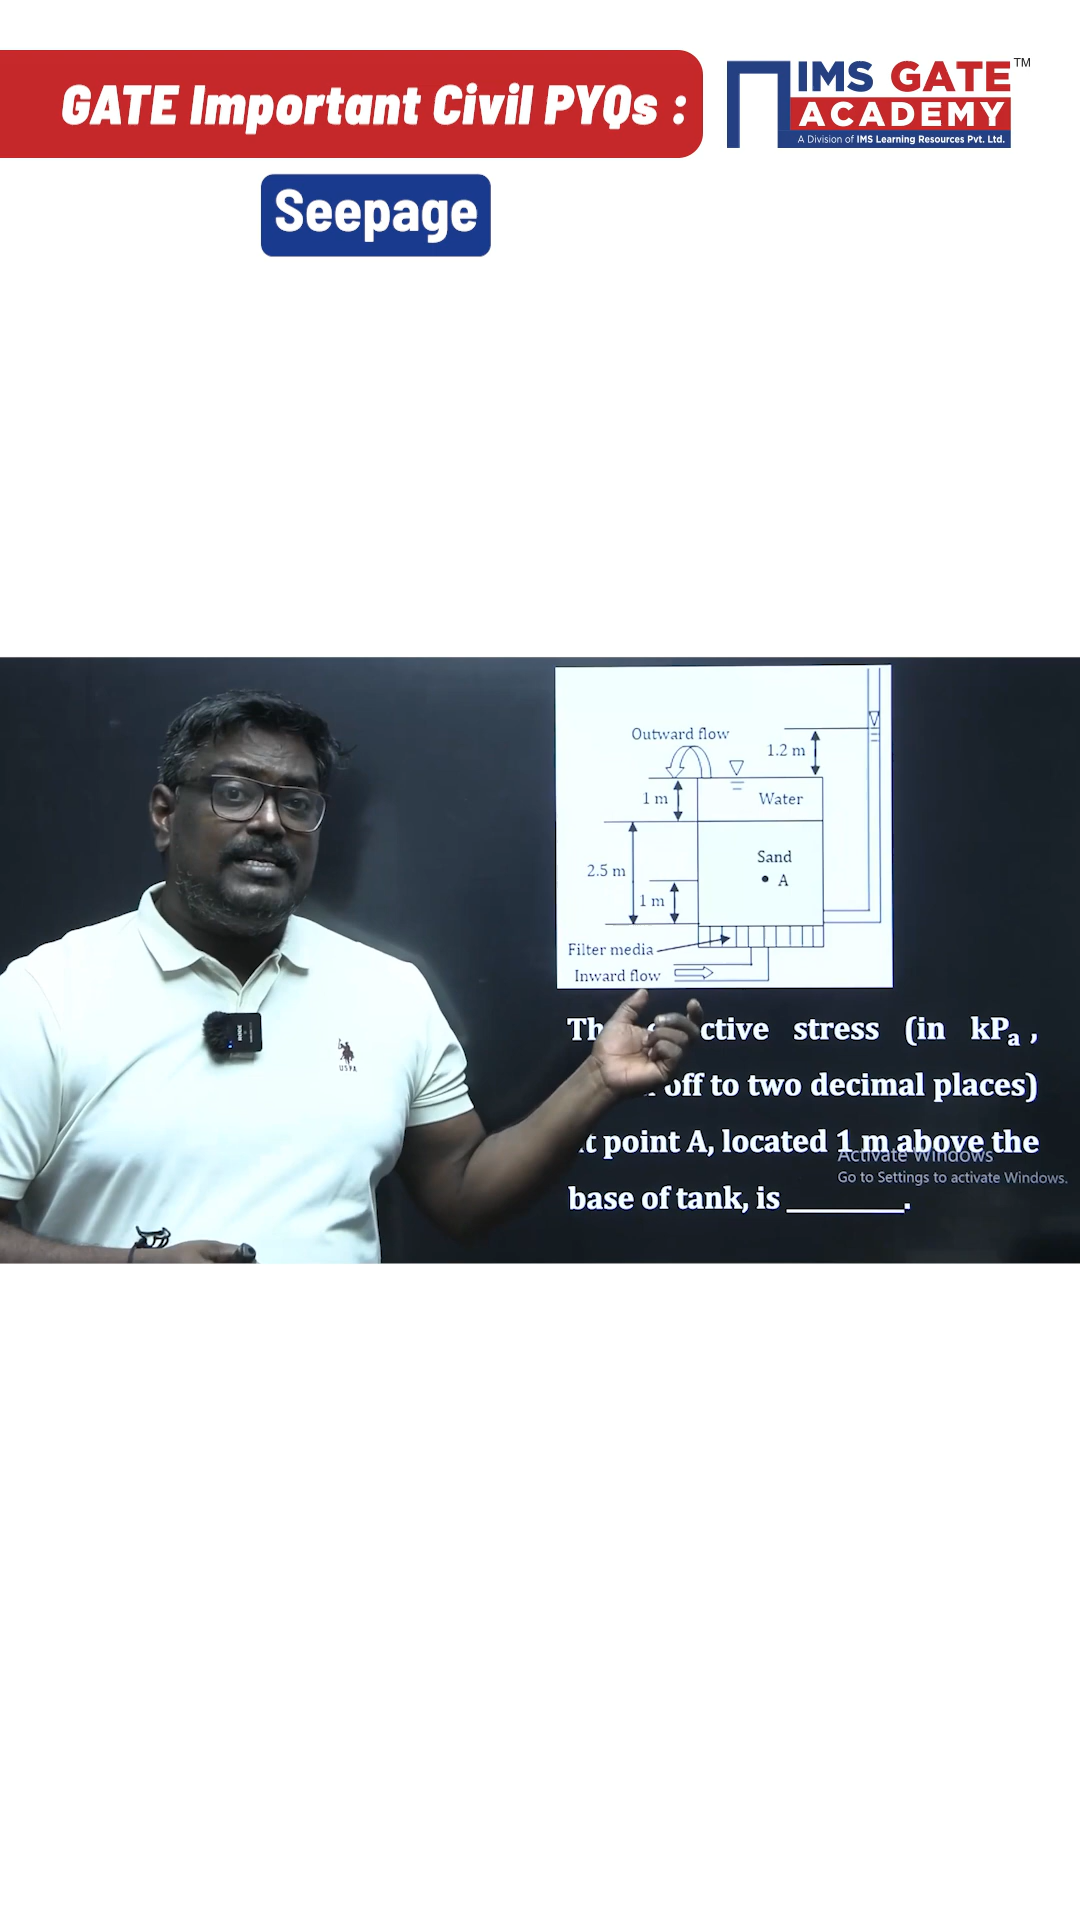 GATE Important Civil PYQs :
IMS GATE
ACADEMY
TM
A Division of IMS Learning Resources Pvt. Ltd.
Seepage
Outward flow
1.2 m
1 m
Water
Sand
2.5 m
A
1 m
Filter media
Inward flow
stress (in kPa ,
off to two decimal places)
point A, located 1 m above the
Activate Windows
Go to Settings to activate Windows.
base of tank, is ________.
USPA